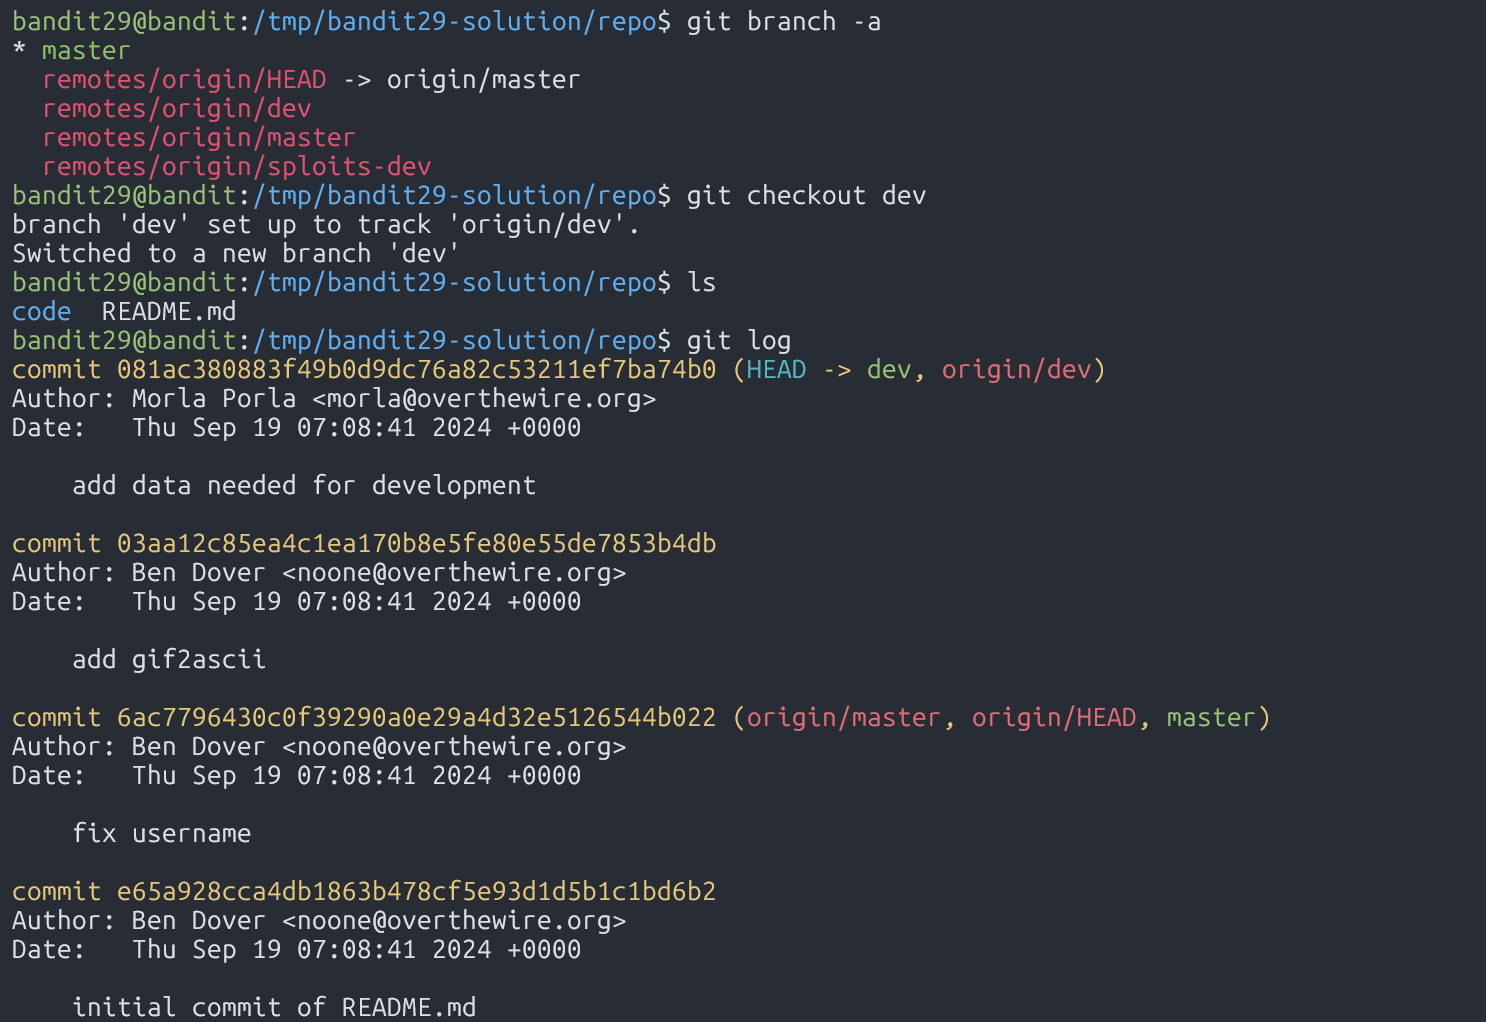 bandit29@bandit:/tmp/bandit29-solution/repo$ git branch -a
* master
  remotes/origin/HEAD -> origin/master
  remotes/origin/dev
  remotes/origin/master
  remotes/origin/sploits-dev
bandit29@bandit:/tmp/bandit29-solution/repo$ git checkout dev
branch 'dev' set up to track 'origin/dev'.
Switched to a new branch 'dev'
bandit29@bandit:/tmp/bandit29-solution/repo$ ls
code  README.md
bandit29@bandit:/tmp/bandit29-solution/repo$ git log
commit 081ac380883f49b0d9dc76a82c53211ef7ba74b0 (HEAD -> dev, origin/dev)
Author: Morla Porla <morla@overthewire.org>
Date:   Thu Sep 19 07:08:41 2024 +0000

    add data needed for development

commit 03aa12c85ea4c1ea170b8e5fe80e55de7853b4db
Author: Ben Dover <noone@overthewire.org>
Date:   Thu Sep 19 07:08:41 2024 +0000

    add gif2ascii

commit 6ac7796430c0f39290a0e29a4d32e5126544b022 (origin/master, origin/HEAD, master)
Author: Ben Dover <noone@overthewire.org>
Date:   Thu Sep 19 07:08:41 2024 +0000

    fix username

commit e65a928cca4db1863b478cf5e93d1d5b1c1bd6b2
Author: Ben Dover <noone@overthewire.org>
Date:   Thu Sep 19 07:08:41 2024 +0000

    initial commit of README.md